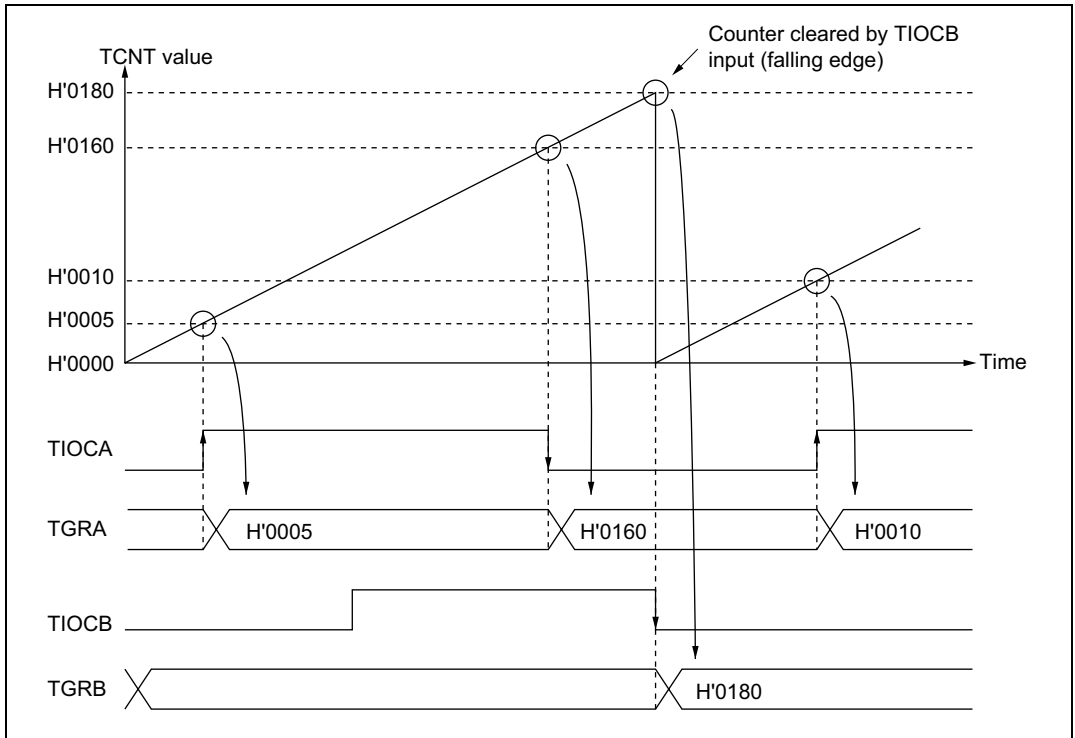 Counter cleared by TIOCB
input (falling edge)
TCNT value
H'0180
H'0160
H'0010
H'0005
H'0000
Time
TIOCA
TGRA
H'0005
H'0160
H'0010
TIOCB
TGRB
H'0180